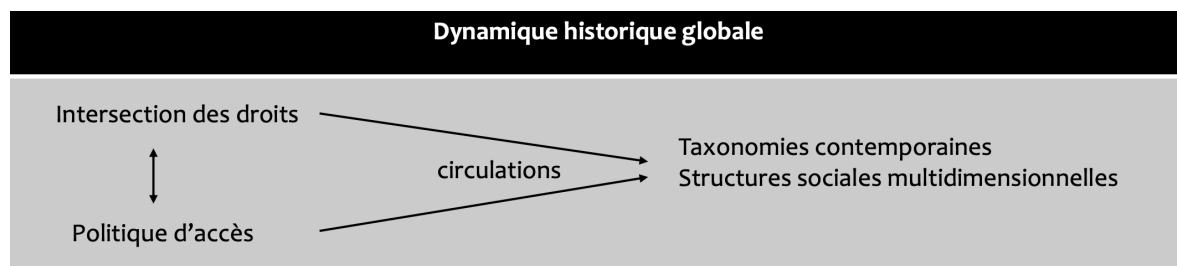 Dynamique historique globale
Intersection des droits
circulations
Taxonomies contemporaines
Structures sociales multidimensionnelles
Politique d’accès